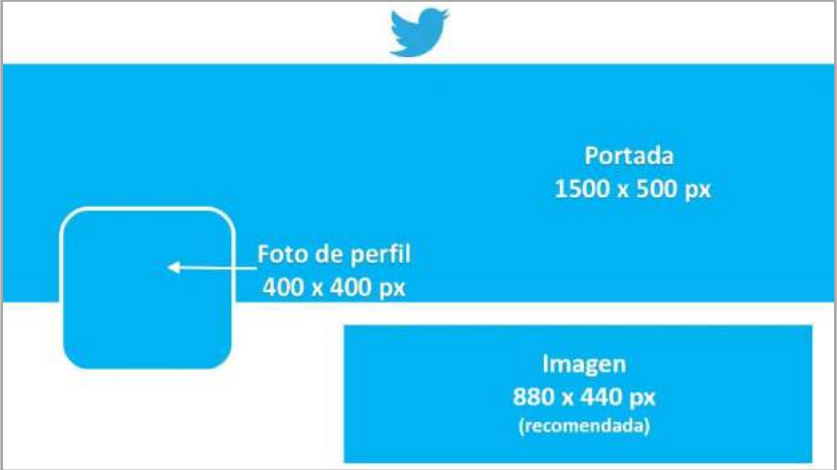 Portada
1500 x 500 px
Foto de perfil
400 x 400 px
Imagen
880 x 440 px
(recomendada)